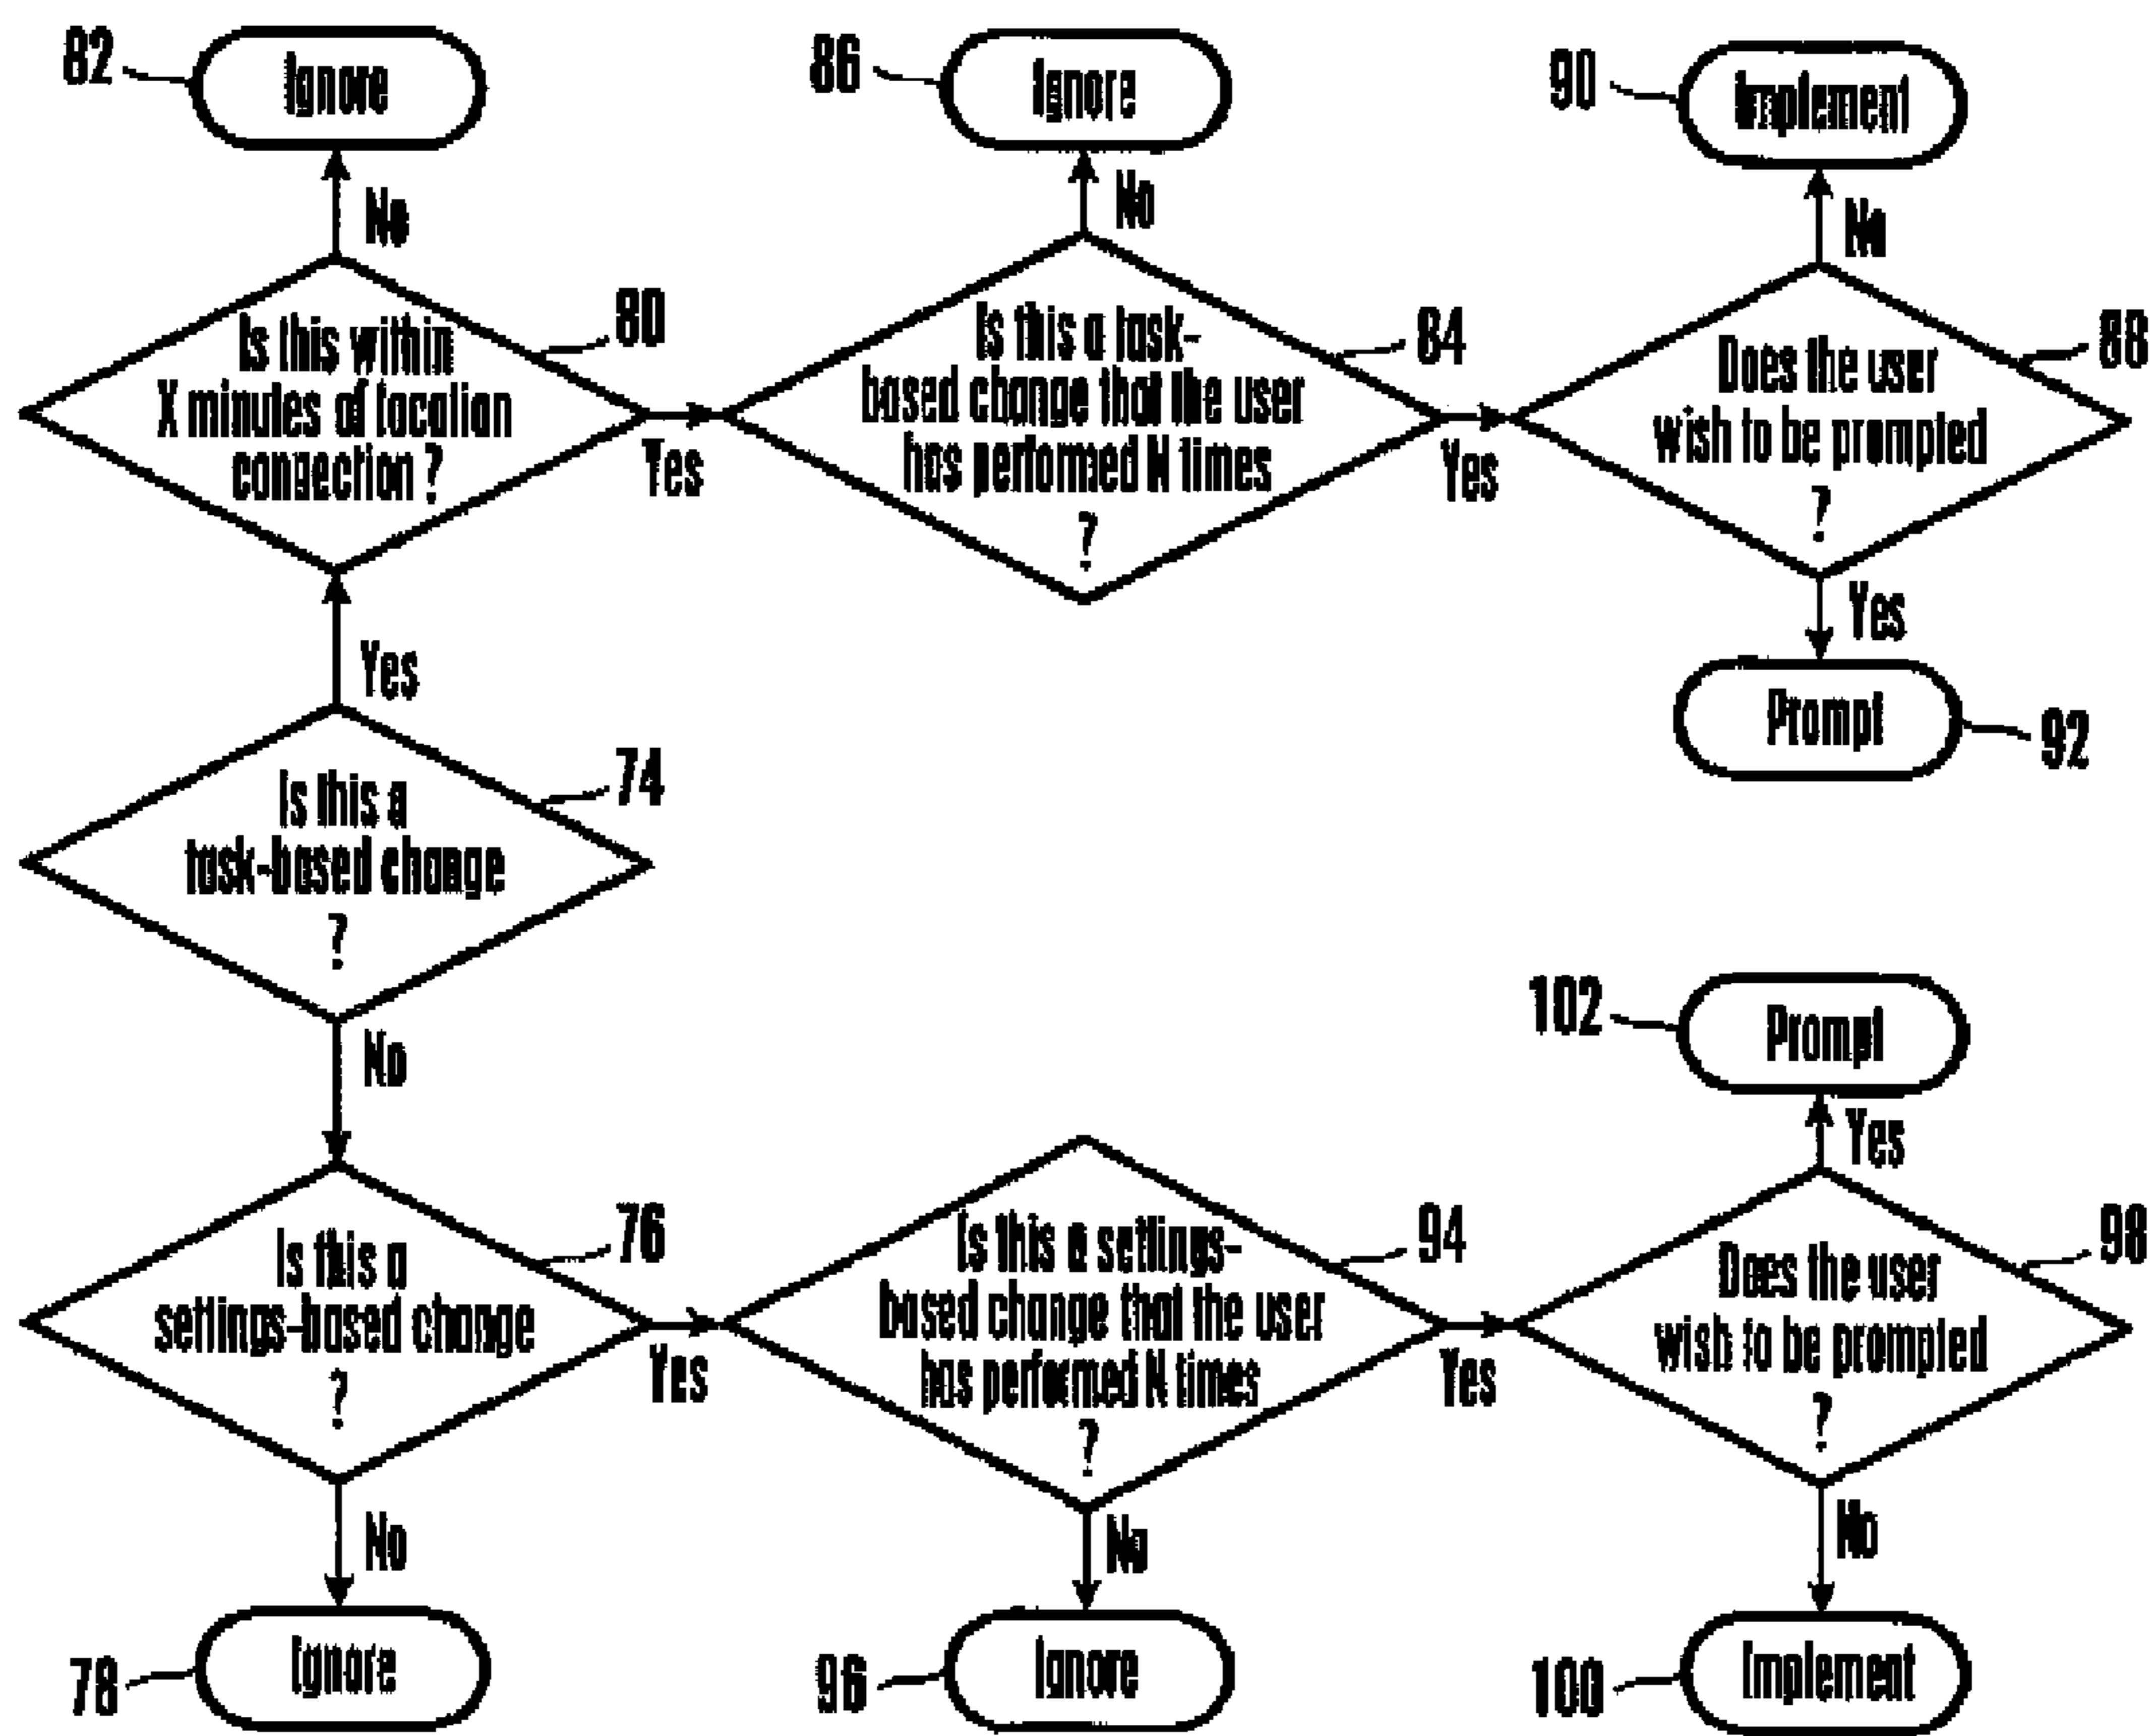 82
Ignore
86
Ignore
90
Implement
No
No
No
Is this within
X minutes of location
connection ?
80
Yes
Is this a task-
based change that the user
has performed N times
?
84
Yes
Does the user
wish to be prompted
?
88
Yes
Prompt
92
Yes
Is this a
task-based change
?
74
No
102
Prompt
Yes
Is this a
settings-based change
?
76
Yes
Is this a settings-
based change that the user
has performed N times
?
94
Yes
Does the user
wish to be prompted
?
98
No
No
No
78
Ignore
96
Ignore
100
Implement